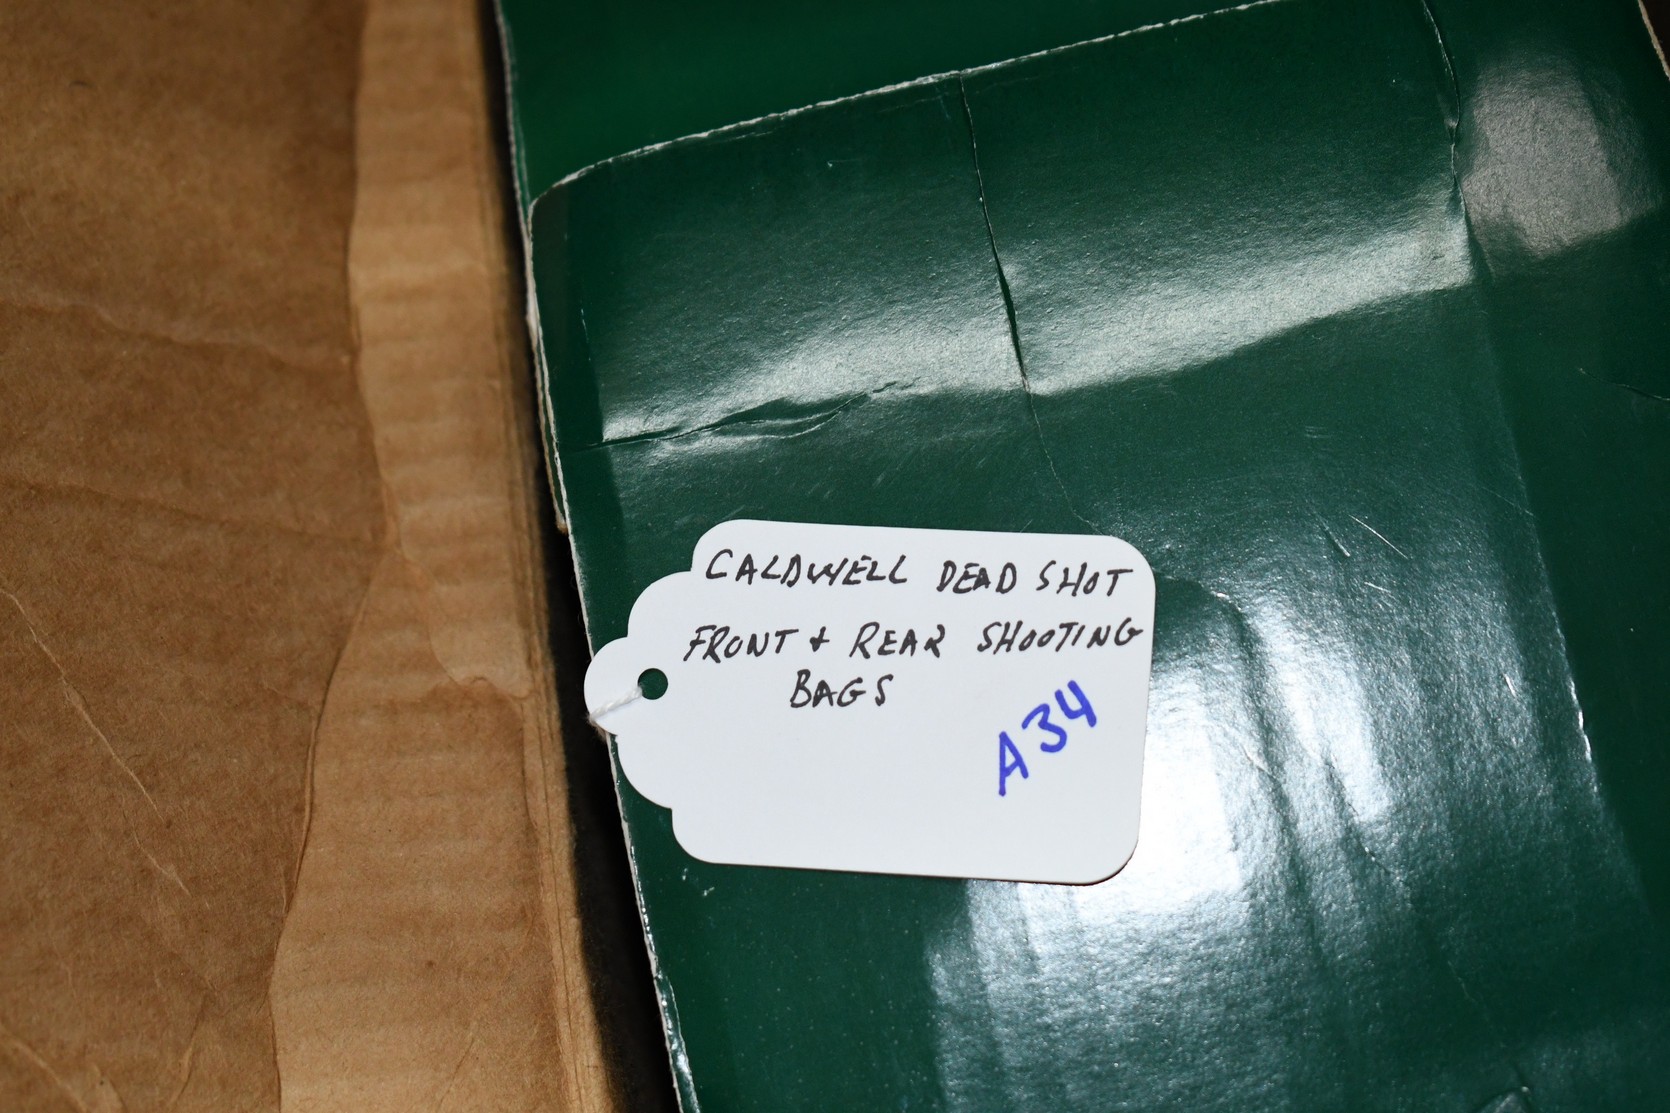 CALDWELL DEAD SHOT
FRONT + REAR SHOOTING
BAGS
A34